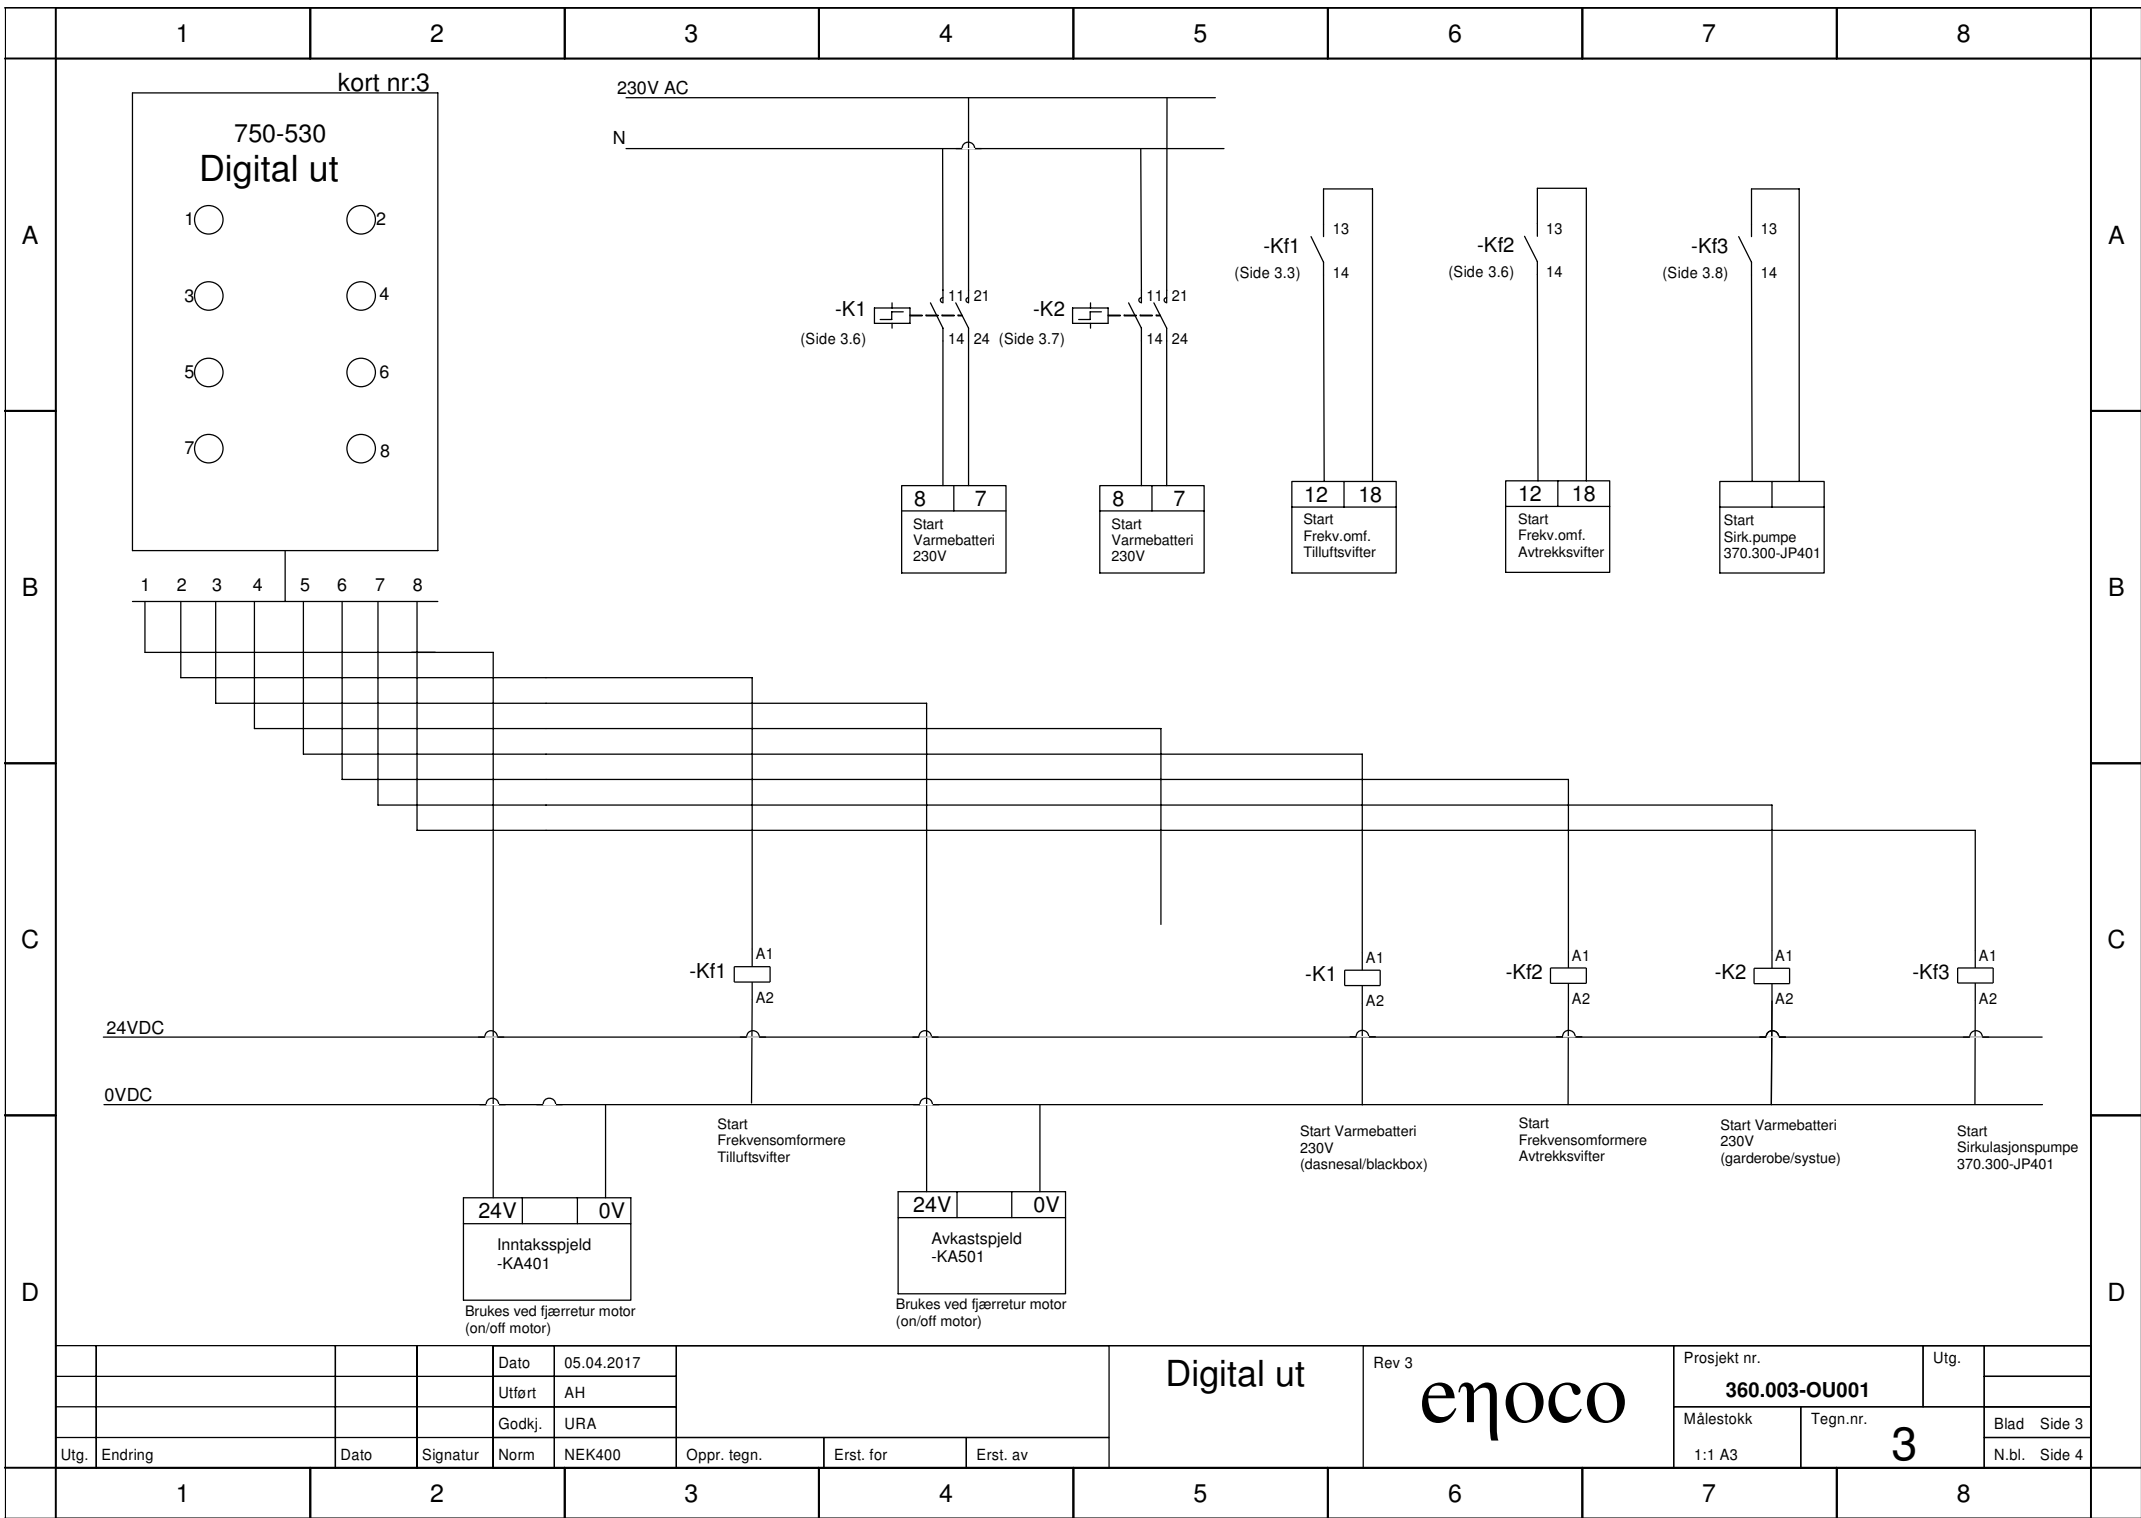 1 2 3 4 5 6 7 8
A
B
C
D
A
B
C
D
kort nr:3
750-530
Digital ut
1 2
3 4
5 6
7 8
1 2 3 4 5 6 7 8
230V AC
N
-K1
(Side 3.6)
11 21
14 24
-K2
(Side 3.7)
11 21
14 24
-Kf1
(Side 3.3)
13
14
-Kf2
(Side 3.6)
13
14
-Kf3
(Side 3.8)
13
14
8 7
Start
Varmebatteri
230V
8 7
Start
Varmebatteri
230V
12 18
Start
Frekv.omf.
Tilluftsvifter
12 18
Start
Frekv.omf.
Avtrekksvifter
Start
Sirk.pumpe
370.300-JP401
-Kf1
A1
A2
-K1
A1
A2
-Kf2
A1
A2
-K2
A1
A2
-Kf3
A1
A2
24VDC
0VDC
Start
Frekvensomformere
Tilluftsvifter
Start Varmebatteri
230V
(dasnesal/blackbox)
Start
Frekvensomformere
Avtrekksvifter
Start Varmebatteri
230V
(garderobe/systue)
Start
Sirkulasjonspumpe
370.300-JP401
24V 0V
Inntaksspjeld
-KA401
Brukes ved fjærretur motor
(on/off motor)
24V 0V
Avkastspjeld
-KA501
Brukes ved fjærretur motor
(on/off motor)
Dato 05.04.2017
Utført AH
Godkj. URA
Utg. Endring Dato Signatur Norm NEK400 Oppr. tegn. Erst. for Erst. av
Digital ut
Rev 3
enoco
Prosjekt nr.
360.003-OU001
Utg.
Målestokk
1:1 A3
Tegn.nr.
3
Blad Side 3
N.bl. Side 4
1 2 3 4 5 6 7 8